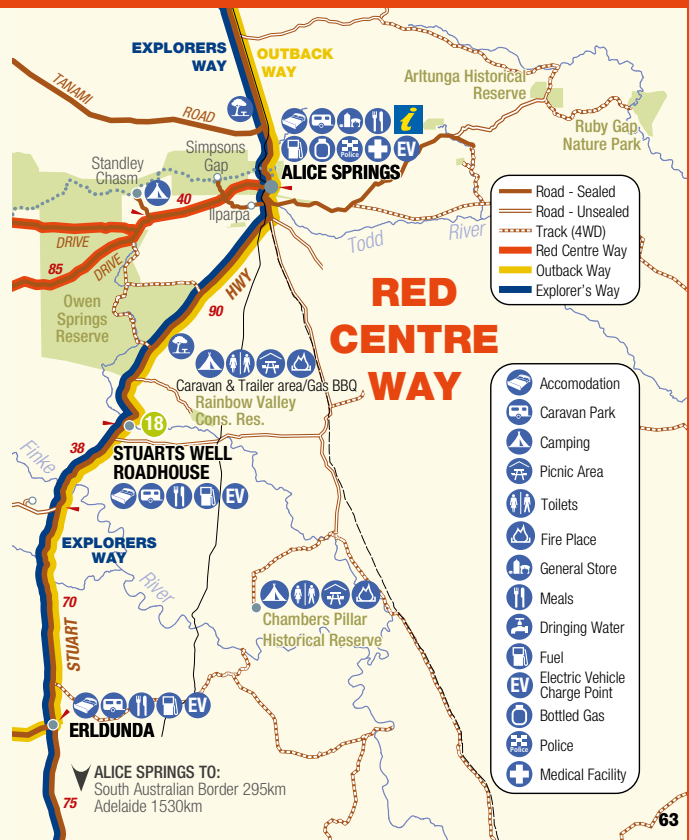 EXPLORERS
WAY
OUTBACK
WAY
TANAMI
ROAD
Arltunga Historical
Reserve
Ruby Gap
Nature Park
i
Police
EV
Simpsons
Gap
Standley
Chasm
ALICE SPRINGS
40
Ilparpa
DRIVE
DRIVE
85
Todd
River
HWY
90
Owen
Springs
Reserve
RED
CENTRE
WAY
Road - Sealed
Road - Unsealed
Track (4WD)
Red Centre Way
Outback Way
Explorer's Way
Caravan & Trailer area/Gas BBQ
Rainbow Valley
Cons. Res.
18
STUARTS WELL
ROADHOUSE
38
Finke
EV
EXPLORERS
WAY
River
70
STUART
Chambers Pillar
Historical Reserve
EV
ERLDUNDA
ALICE SPRINGS TO:
South Australian Border 295km
Adelaide 1530km
75
Accomodation
Caravan Park
Camping
Picnic Area
Toilets
Fire Place
General Store
Meals
Dringing Water
Fuel
EV
Electric Vehicle
Charge Point
Bottled Gas
Police
Police
Medical Facility
63